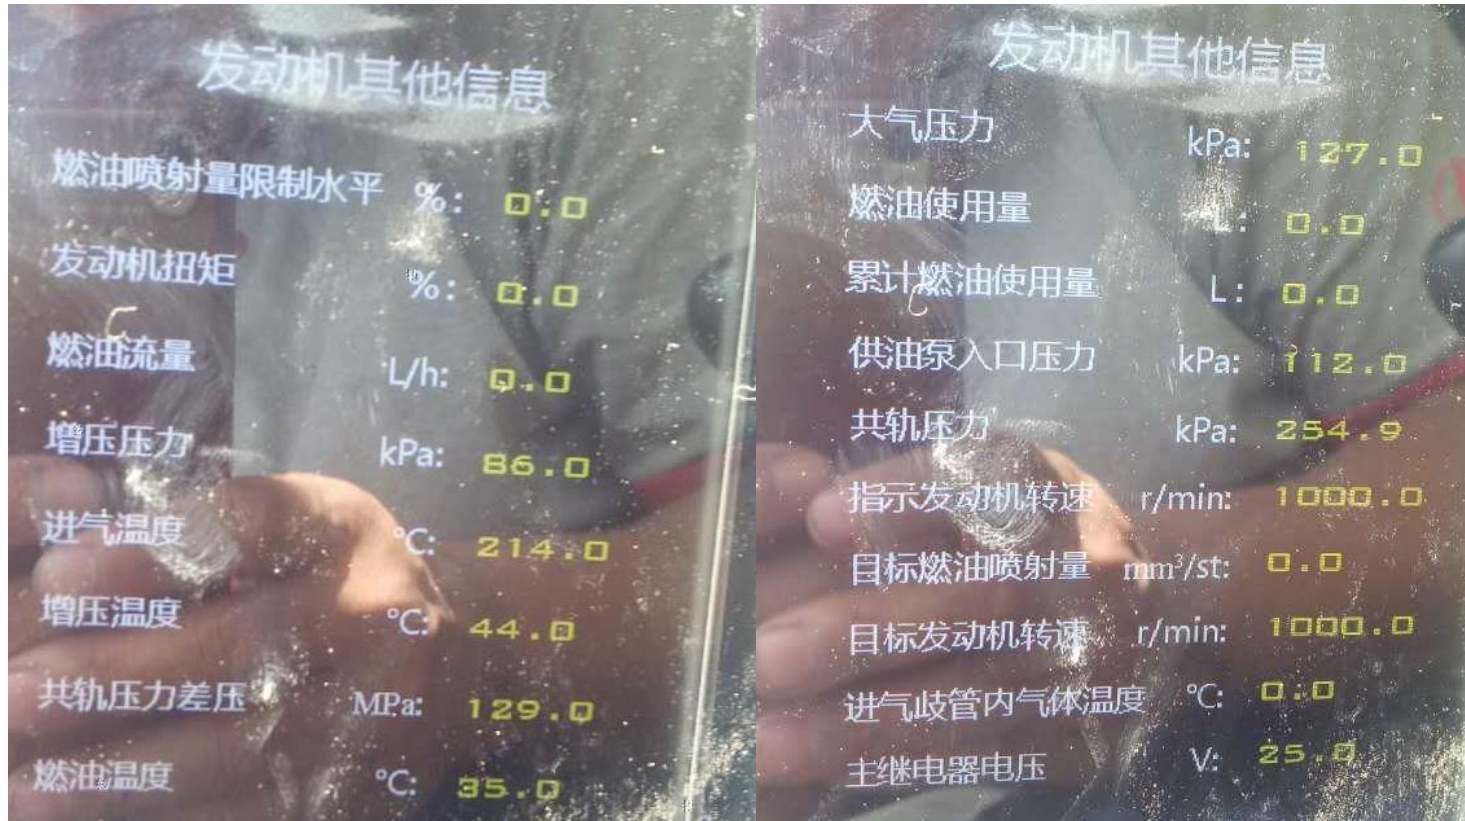 发动机其他信息
燃油喷射量限制水平 %: 0.0
发动机扭矩 %: 0.0
燃油流量 L/h: 0.0
增压压力 kPa: 86.0
进气温度 ℃: 214.0
增压温度 ℃: 44.0
共轨压力差压 MPa: 129.0
燃油温度 ℃: 35.0
发动机其他信息
大气压力 kPa: 127.0
燃油使用量 L: 0.0
累计燃油使用量 L: 0.0
供油泵入口压力 kPa: 112.0
共轨压力 kPa: 254.9
指示发动机转速 r/min: 1000.0
目标燃油喷射量 mm³/st: 0.0
目标发动机转速 r/min: 1000.0
进气歧管内气体温度 ℃: 0.0
主继电器电压 V: 25.0